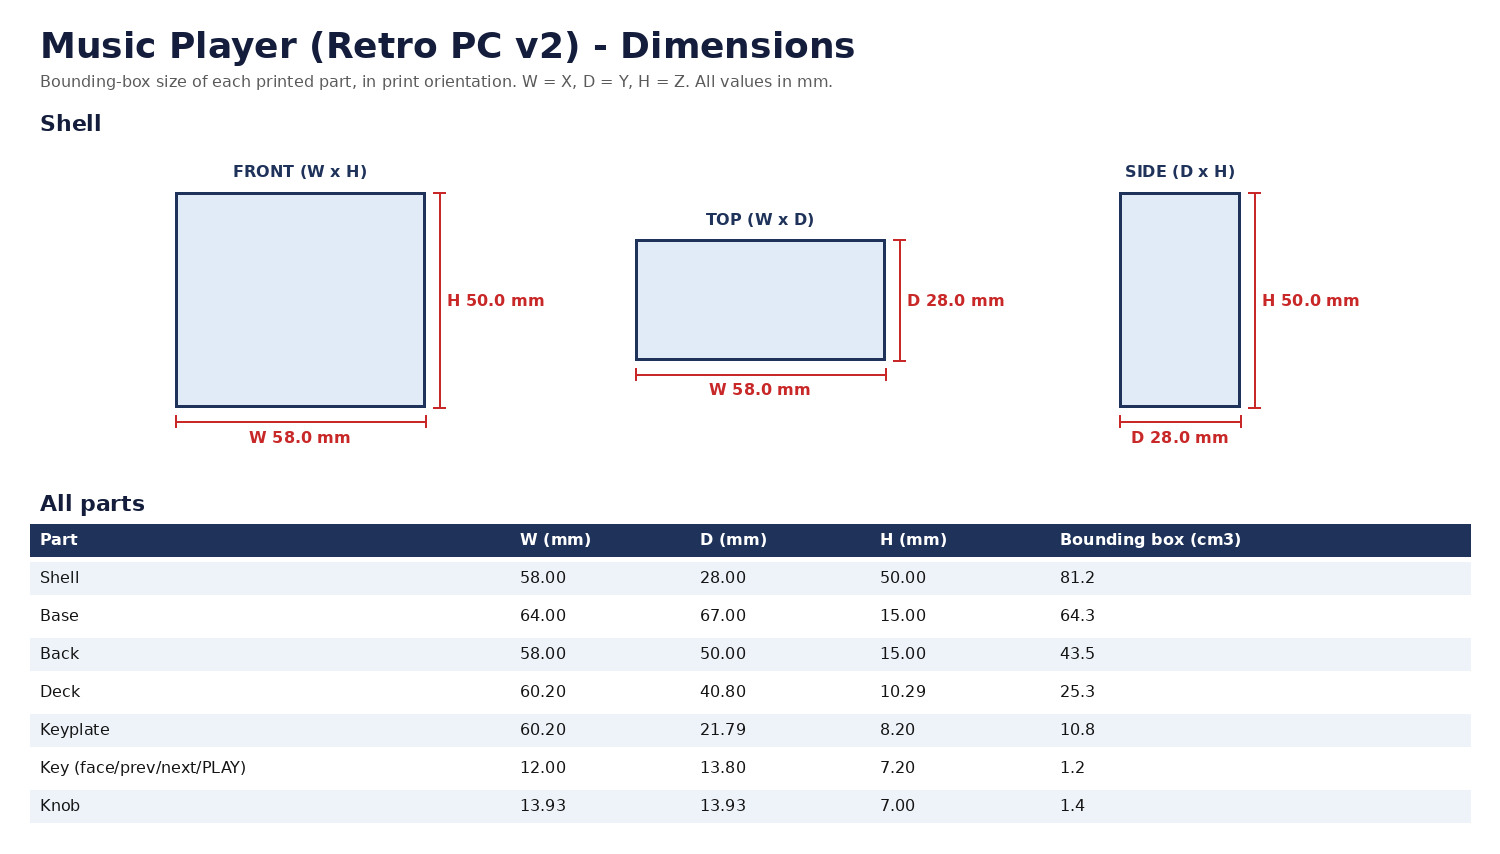 Music Player (Retro PC v2) - Dimensions
Bounding-box size of each printed part, in print orientation. W = X, D = Y, H = Z. All values in mm.
Shell
FRONT (W x H)
H 50.0 mm
W 58.0 mm
TOP (W x D)
D 28.0 mm
W 58.0 mm
SIDE (D x H)
H 50.0 mm
D 28.0 mm
All parts
Part W (mm) D (mm) H (mm) Bounding box (cm3)
Shell 58.00 28.00 50.00 81.2
Base 64.00 67.00 15.00 64.3
Back 58.00 50.00 15.00 43.5
Deck 60.20 40.80 10.29 25.3
Keyplate 60.20 21.79 8.20 10.8
Key (face/prev/next/PLAY) 12.00 13.80 7.20 1.2
Knob 13.93 13.93 7.00 1.4